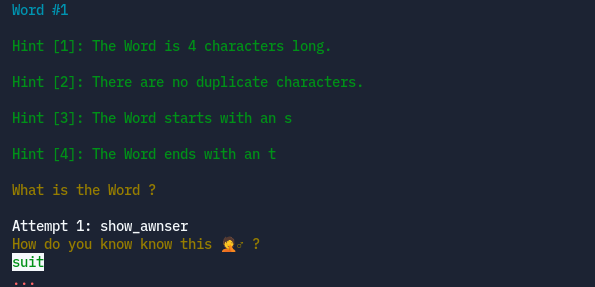 Word #1
Hint [1]: The Word is 4 characters long.
Hint [2]: There are no duplicate characters.
Hint [3]: The Word starts with an s
Hint [4]: The Word ends with an t
What is the Word ?
Attempt 1: show_awnser
How do you know know this 🤦♂ ?
suit
...